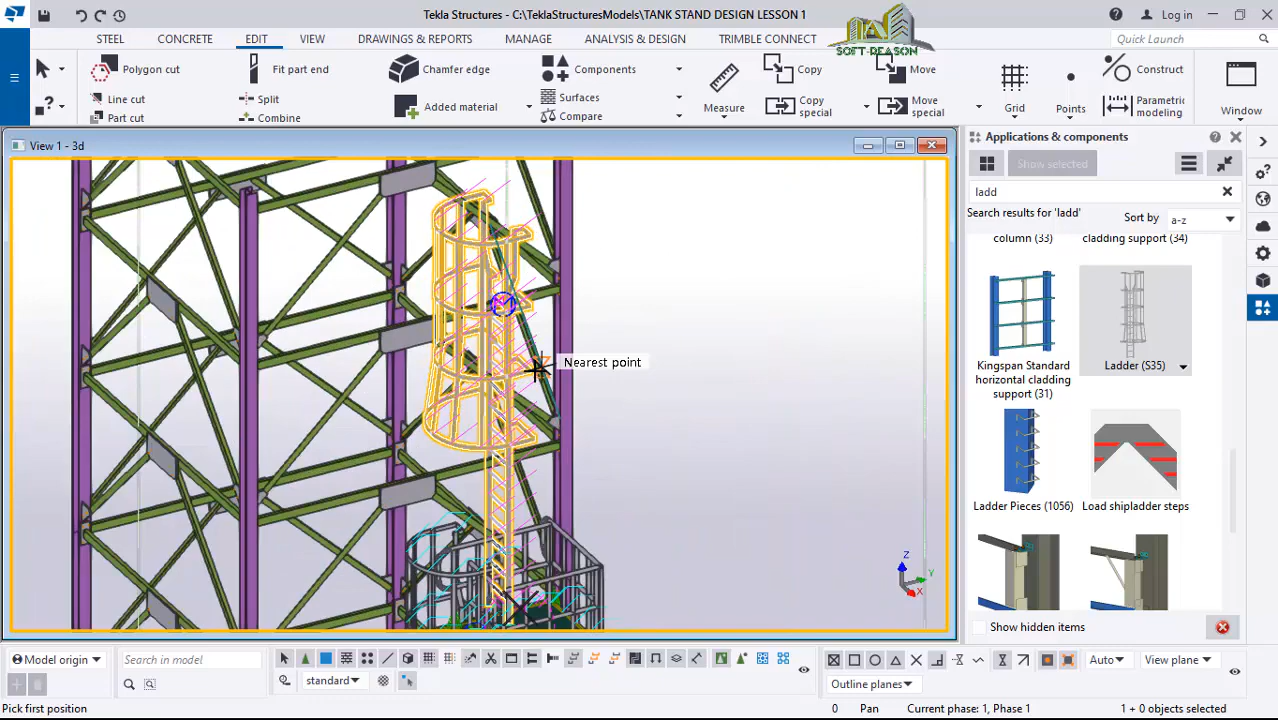 Tekla Structures - C:\TeklaStructuresModels\TANK STAND DESIGN LESSON 1
Log in
SOFT-REASON
STEEL CONCRETE EDIT VIEW DRAWINGS & REPORTS MANAGE ANALYSIS & DESIGN TRIMBLE CONNECT Quick Launch
Polygon cut
Line cut
Part cut
Fit part end
Split
Combine
Chamfer edge
Added material
Components
Surfaces
Compare
Measure
Copy
Copy special
Move
Move special
Grid
Points
Construct
Parametric modeling
Window
View 1 - 3d
Nearest point
Z
Y
X
Applications & components
Show selected
ladd
Search results for 'ladd'
Sort by a-z
column (33)
cladding support (34)
Kingspan Standard horizontal cladding support (31)
Ladder (S35)
Ladder Pieces (1056)
Load shipladder steps
Show hidden items
Model origin
Search in model
standard
Auto
View plane
Outline planes
Pick first position
0
Pan
Current phase: 1, Phase 1
1 + 0 objects selected